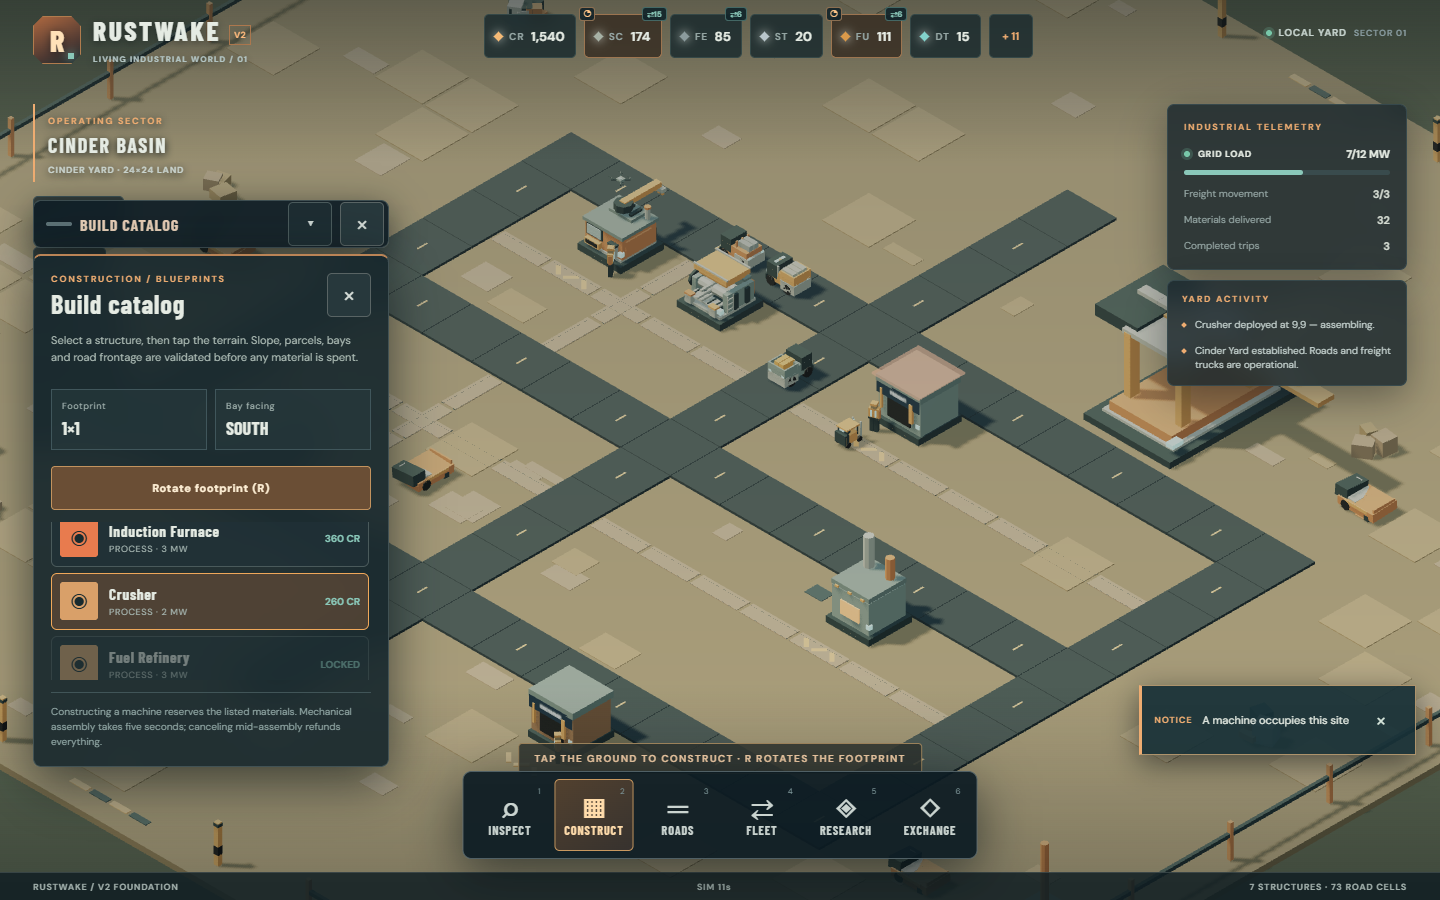 R
RUSTWAKE V2
LIVING INDUSTRIAL WORLD / 01
CR 1,540
SC 174
⇄15
FE 85
⇄6
ST 20
FU 111
⇄6
DT 15
+11
LOCAL YARD SECTOR 01
OPERATING SECTOR
CINDER BASIN
CINDER YARD · 24×24 LAND
BUILD CATALOG
CONSTRUCTION / BLUEPRINTS
Build catalog
Select a structure, then tap the terrain. Slope, parcels, bays
and road frontage are validated before any material is spent.
Footprint
1×1
Bay facing
SOUTH
Rotate footprint (R)
Induction Furnace
PROCESS · 3 MW
360 CR
Crusher
PROCESS · 2 MW
260 CR
Fuel Refinery
PROCESS · 3 MW
LOCKED
Constructing a machine reserves the listed materials. Mechanical
assembly takes five seconds; canceling mid-assembly refunds
everything.
INDUSTRIAL TELEMETRY
GRID LOAD 7/12 MW
Freight movement 3/3
Materials delivered 32
Completed trips 3
YARD ACTIVITY
Crusher deployed at 9,9 — assembling.
Cinder Yard established. Roads and freight
trucks are operational.
NOTICE A machine occupies this site ×
TAP THE GROUND TO CONSTRUCT · R ROTATES THE FOOTPRINT
1
INSPECT
2
CONSTRUCT
3
ROADS
4
FLEET
5
RESEARCH
6
EXCHANGE
RUSTWAKE / V2 FOUNDATION
SIM 11s
7 STRUCTURES · 73 ROAD CELLS